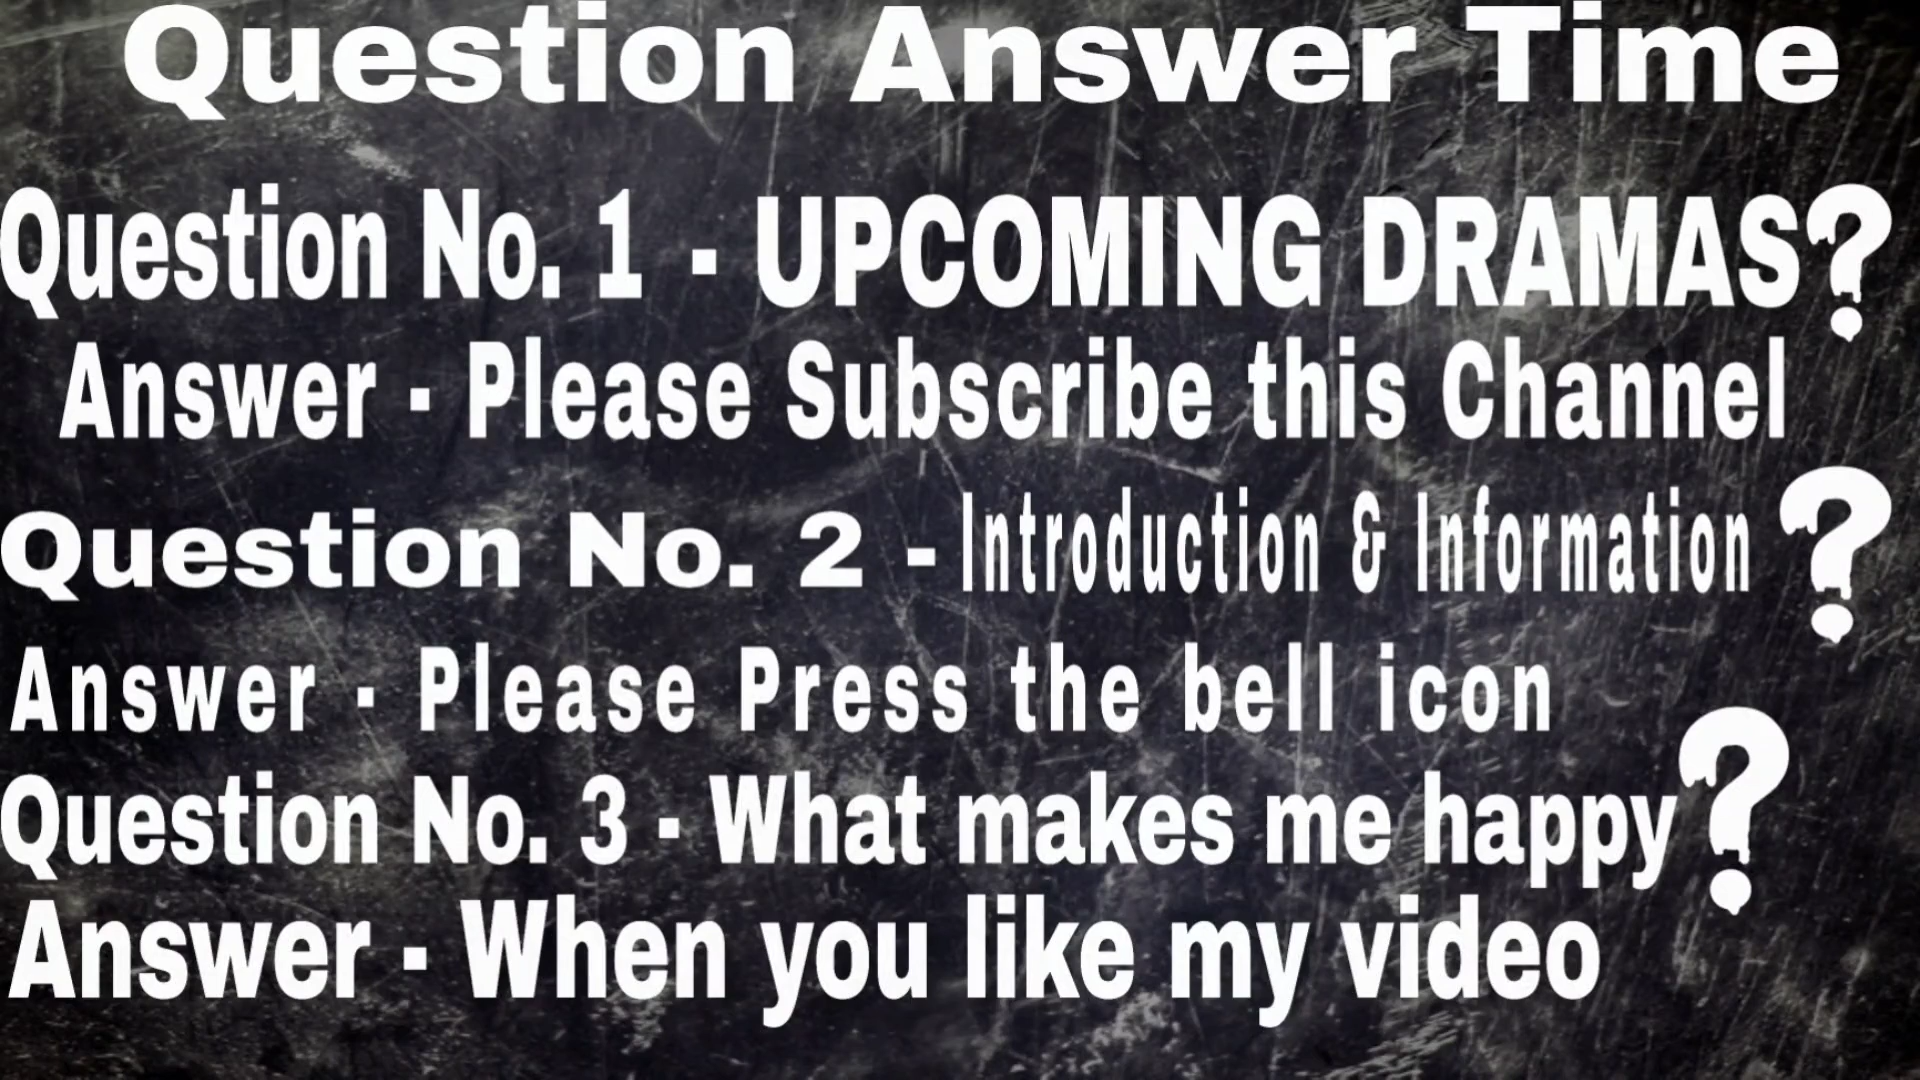 Question Answer Time
Question No. 1 - UPCOMING DRAMAS?
Answer - Please Subscribe this Channel
Question No. 2 - Introduction & Information ?
Answer - Please Press the bell icon
Question No. 3 - What makes me happy?
Answer - When you like my video